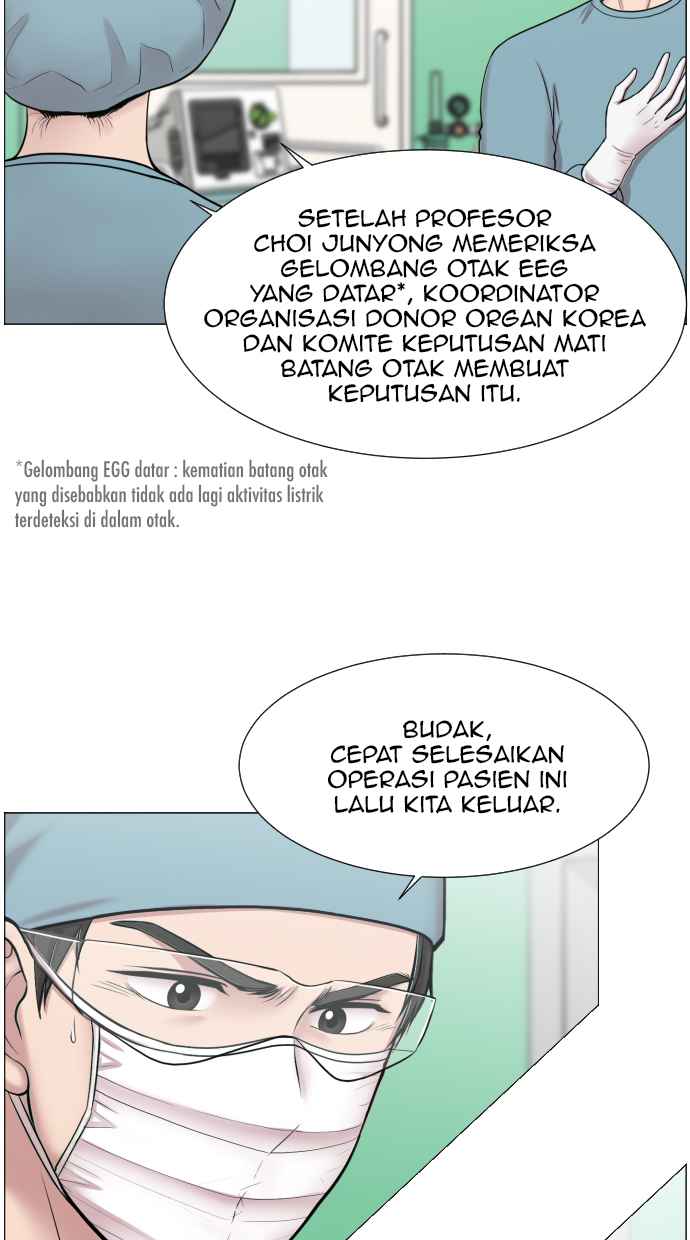 SETELAH PROFESOR
CHOI JUNYONG MEMERIKSA
GELOMBANG OTAK EEG
YANG DATAR*, KOORDINATOR
ORGANISASI DONOR ORGAN KOREA
DAN KOMITE KEPUTUSAN MATI
BATANG OTAK MEMBUAT
KEPUTUSAN ITU.
*Gelombang EGG datar : kematian batang otak
yang disebabkan tidak ada lagi aktivitas listrik
terdeteksi di dalam otak.
BUDAK,
CEPAT SELESAIKAN
OPERASI PASIEN INI
LALU KITA KELUAR.